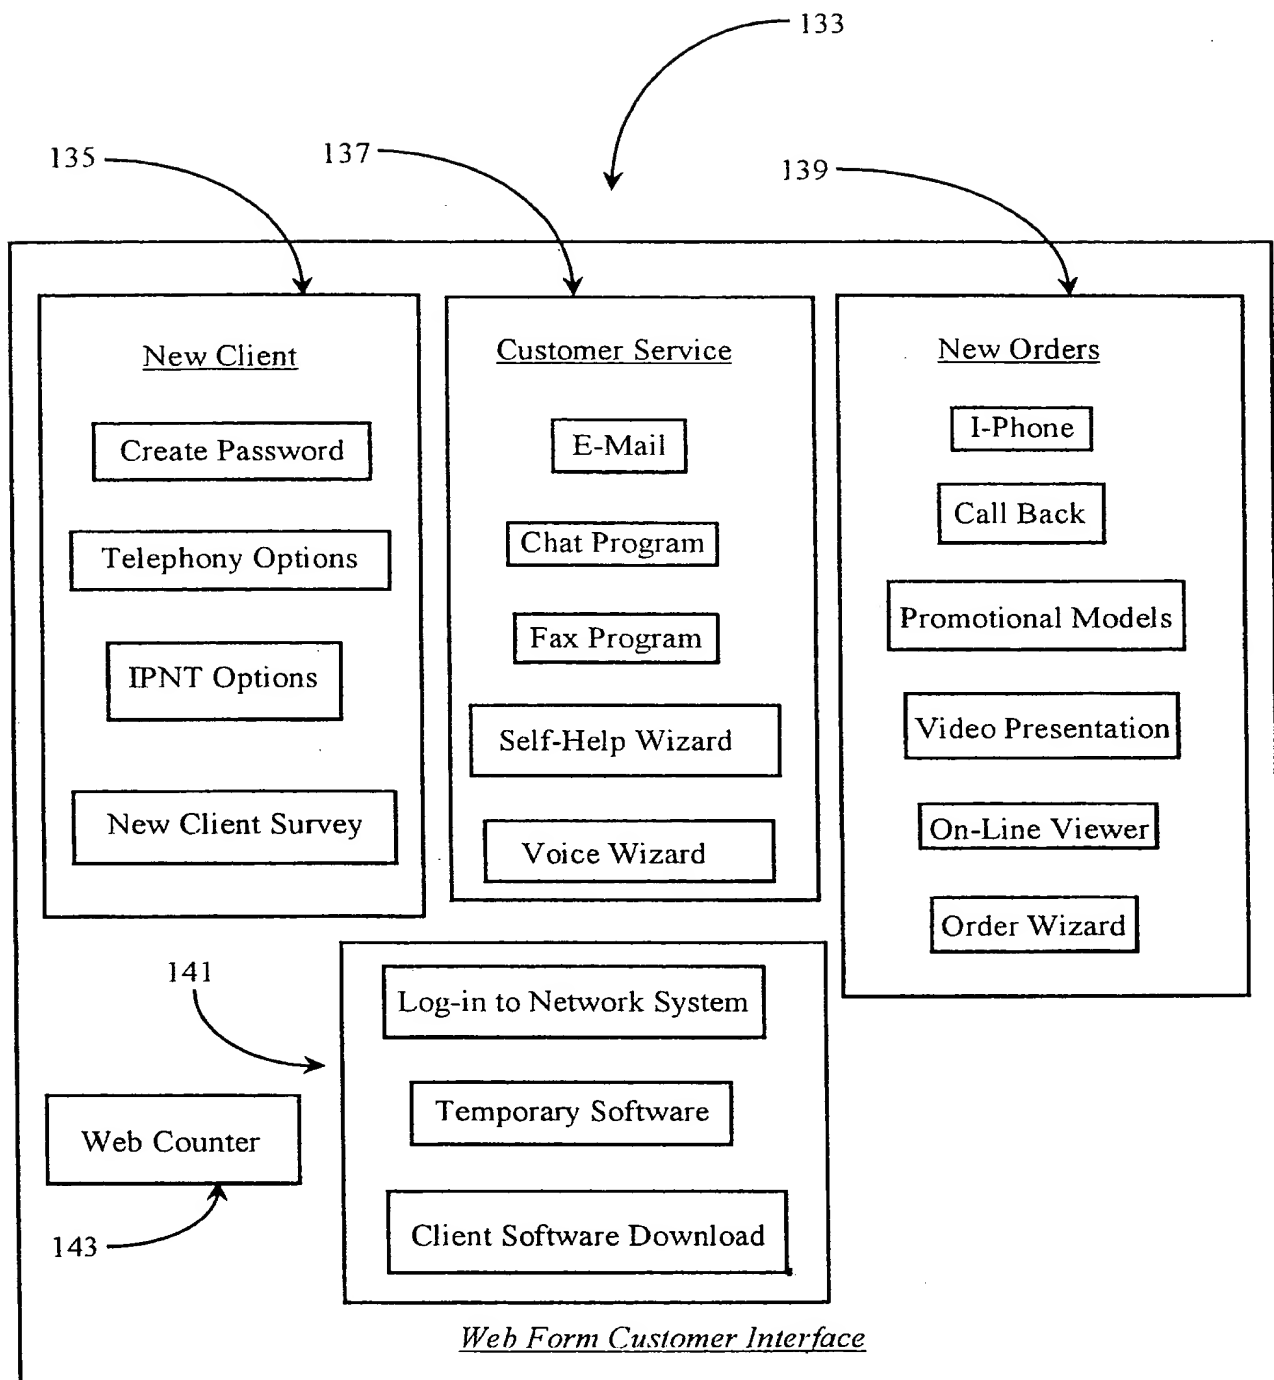 133
135
137
139
New Client
Create Password
Telephony Options
IPNT Options
New Client Survey
Customer Service
E-Mail
Chat Program
Fax Program
Self-Help Wizard
Voice Wizard
New Orders
I-Phone
Call Back
Promotional Models
Video Presentation
On-Line Viewer
Order Wizard
141
Log-in to Network System
Temporary Software
Client Software Download
Web Counter
143
Web Form Customer Interface